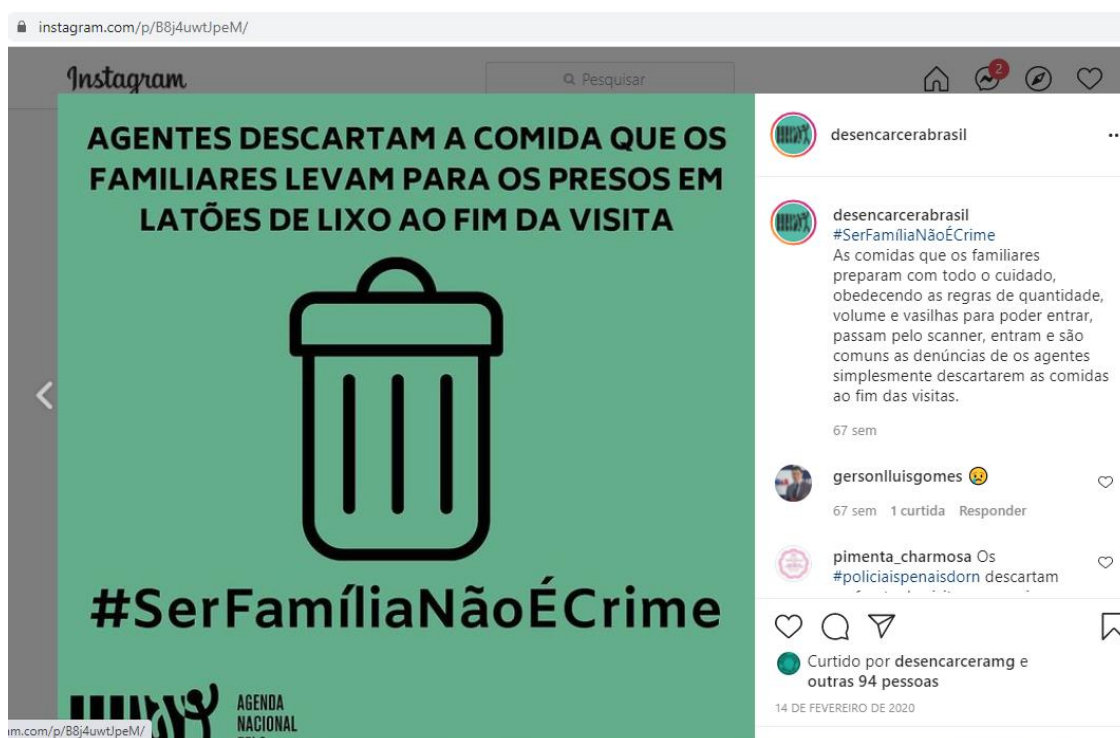 instagram.com/p/B8j4uwtJpeM/
Instagram
Pesquisar
2
AGENTES DESCARTAM A COMIDA QUE OS
FAMILIARES LEVAM PARA OS PRESOS EM
LATÕES DE LIXO AO FIM DA VISITA
#SerFamíliaNãoÉCrime
AGENDA
NACIONAL
am.com/p/B8j4uwtJpeM/
desencarcerabrasil
desencarcerabrasil
#SerFamíliaNãoÉCrime
As comidas que os familiares
preparam com todo o cuidado,
obedecendo as regras de quantidade,
volume e vasilhas para poder entrar,
passam pelo scanner, entram e são
comuns as denúncias de os agentes
simplesmente descartarem as comidas
ao fim das visitas.
67 sem
gersonlluisgomes 😥
67 sem 1 curtida Responder
pimenta_charmosa Os
#policiaispenaisdorn descartam
Curtido por desencarceramg e
outras 94 pessoas
14 DE FEVEREIRO DE 2020